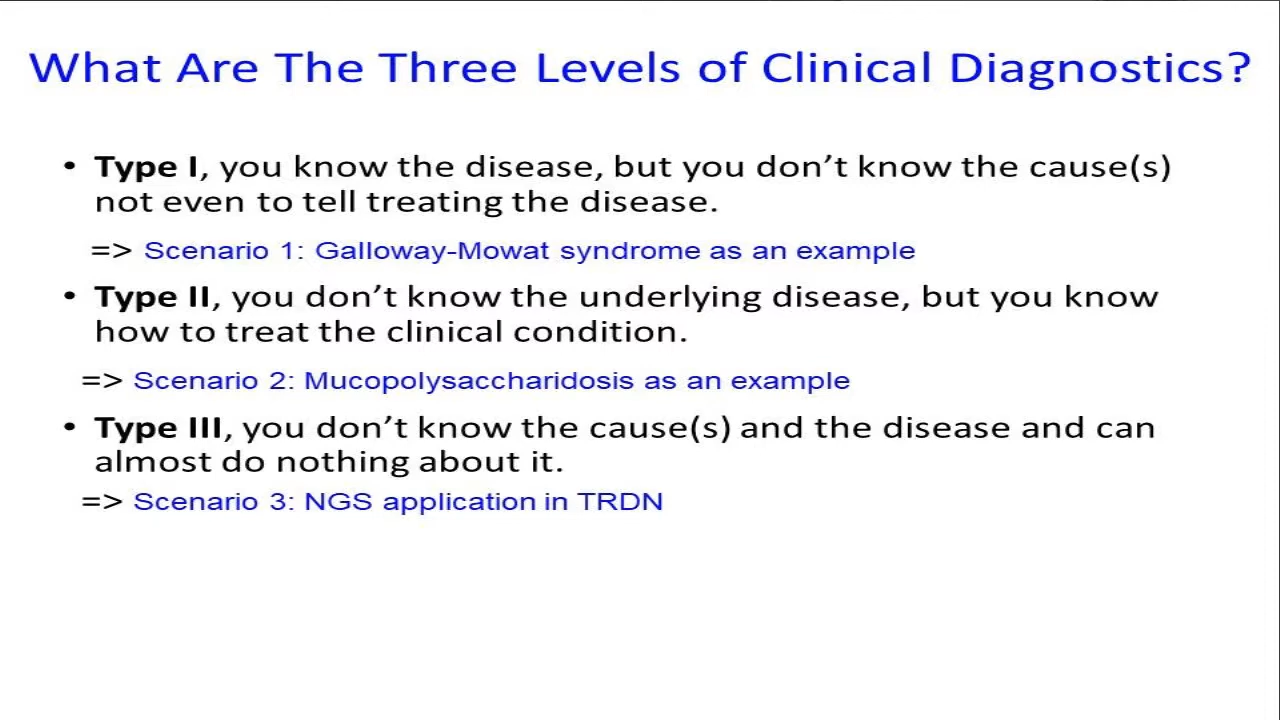 What Are The Three Levels of Clinical Diagnostics?
• Type I, you know the disease, but you don’t know the cause(s)
not even to tell treating the disease.
=> Scenario 1: Galloway-Mowat syndrome as an example
• Type II, you don’t know the underlying disease, but you know
how to treat the clinical condition.
=> Scenario 2: Mucopolysaccharidosis as an example
• Type III, you don’t know the cause(s) and the disease and can
almost do nothing about it.
=> Scenario 3: NGS application in TRDN